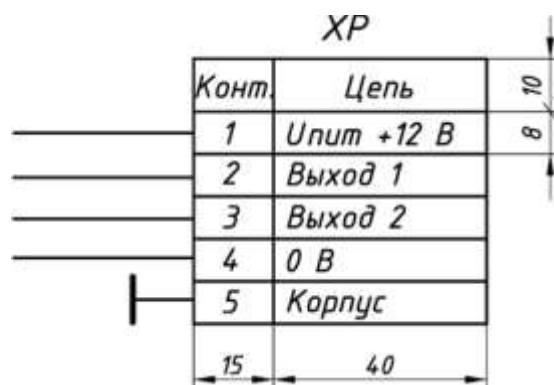 ХР
Конт. Цепь 10
1 Uпит +12 В 8
2 Выход 1
3 Выход 2
4 0 В
5 Корпус
15 40